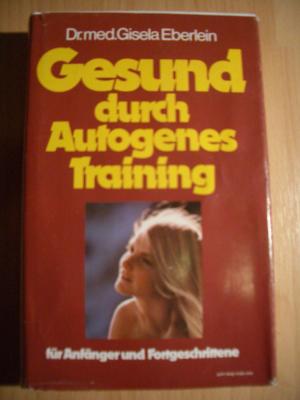 Dr. med. Gisela Eberlein
Gesund
durch
Autogenes
Training
für Anfänger und Fortgeschrittene